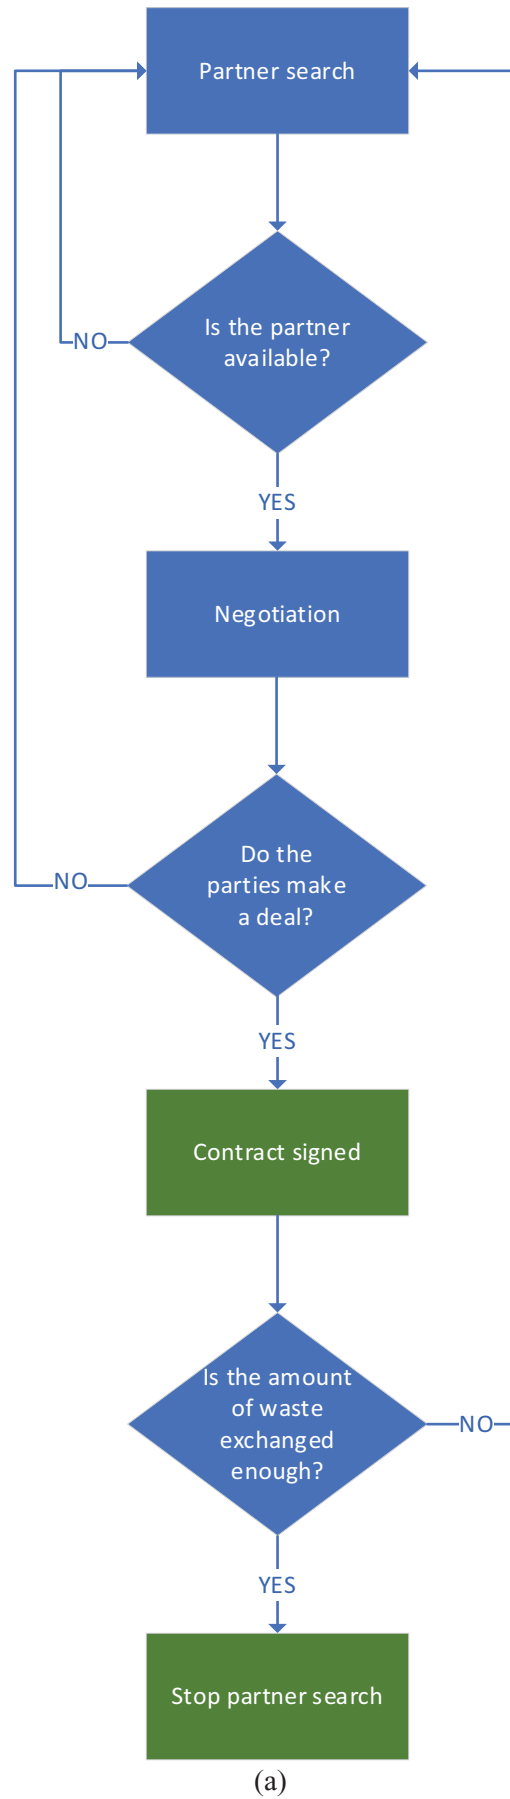 Partner search
Is the partner
available?
NO
YES
Negotiation
Do the
parties make
a deal?
NO
YES
Contract signed
Is the amount
of waste
exchanged
enough?
NO
YES
Stop partner search
(a)